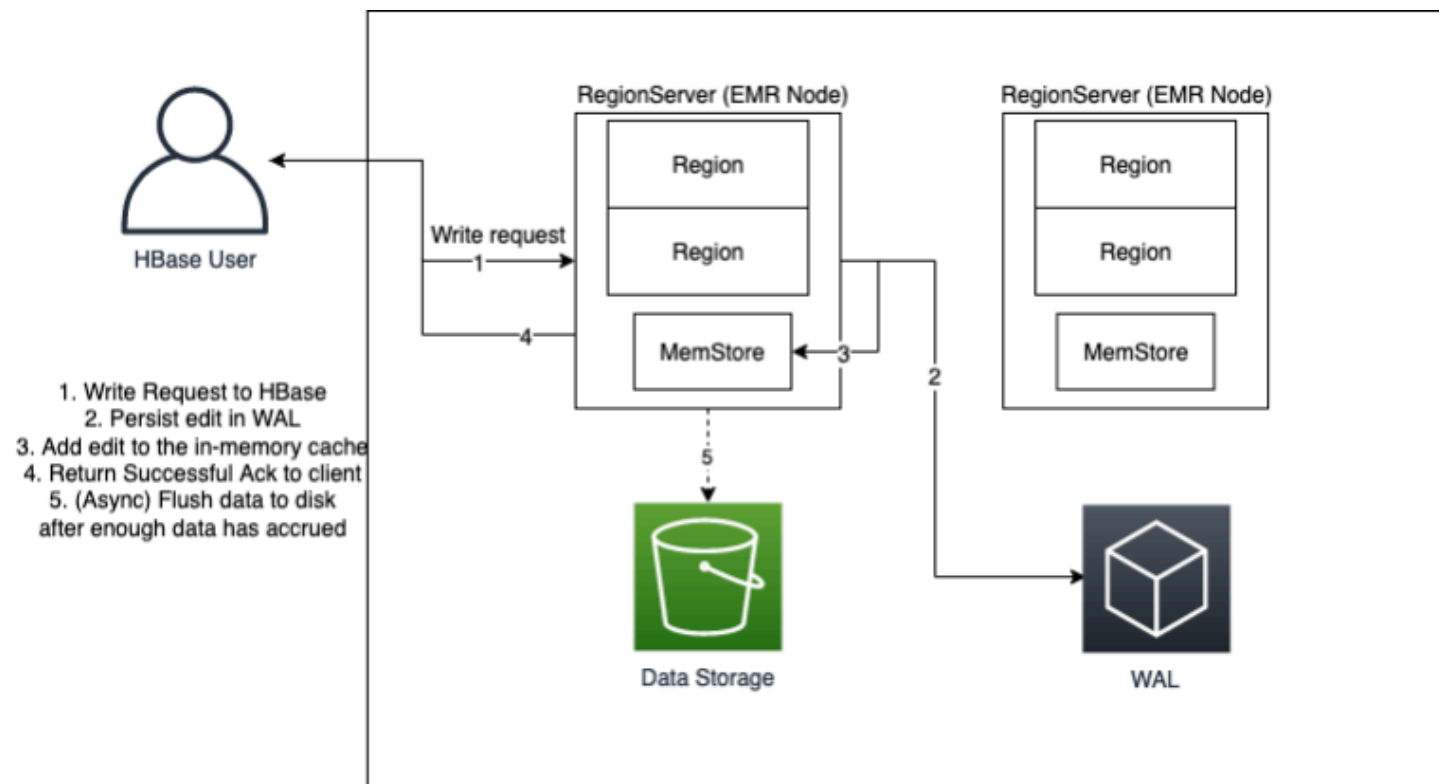 RegionServer (EMR Node)
Region
Region
MemStore
RegionServer (EMR Node)
Region
Region
MemStore
HBase User
Write request
1
4
3
2
5
1. Write Request to HBase
2. Persist edit in WAL
3. Add edit to the in-memory cache
4. Return Successful Ack to client
5. (Async) Flush data to disk
after enough data has accrued
Data Storage
WAL